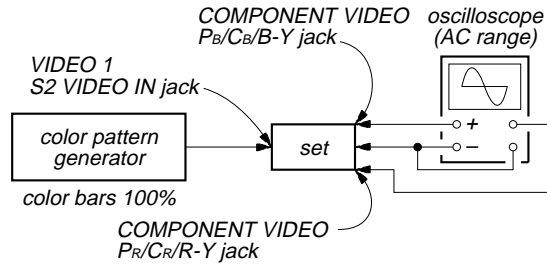 COMPONENT VIDEO
PB/CB/B-Y jack
oscilloscope
(AC range)
VIDEO 1
S2 VIDEO IN jack
+
–
color pattern
generator
set
color bars 100%
COMPONENT VIDEO
PR/CR/R-Y jack